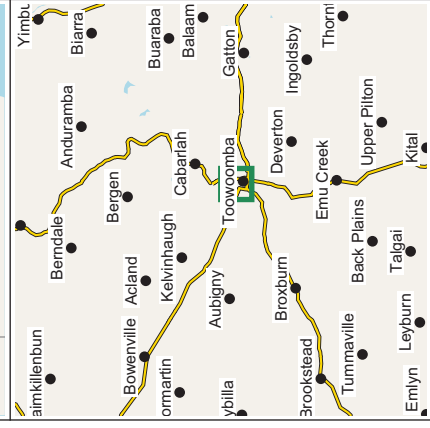 Yimbu
aimkillenbun
Berndale
Anduramba
Biarra
Bergen
Bowenville
Acland
Buaraba
ormartin
Kelvinhaugh
Cabarlah
Balaam
Aubigny
ybilla
Toowoomba
Gatton
Deverton
Broxburn
Ingoldsby
Brookstead
Emu Creek
Tummaville
Back Plains
Upper Pilton
Talgai
Leyburn
Emlyn
Kital